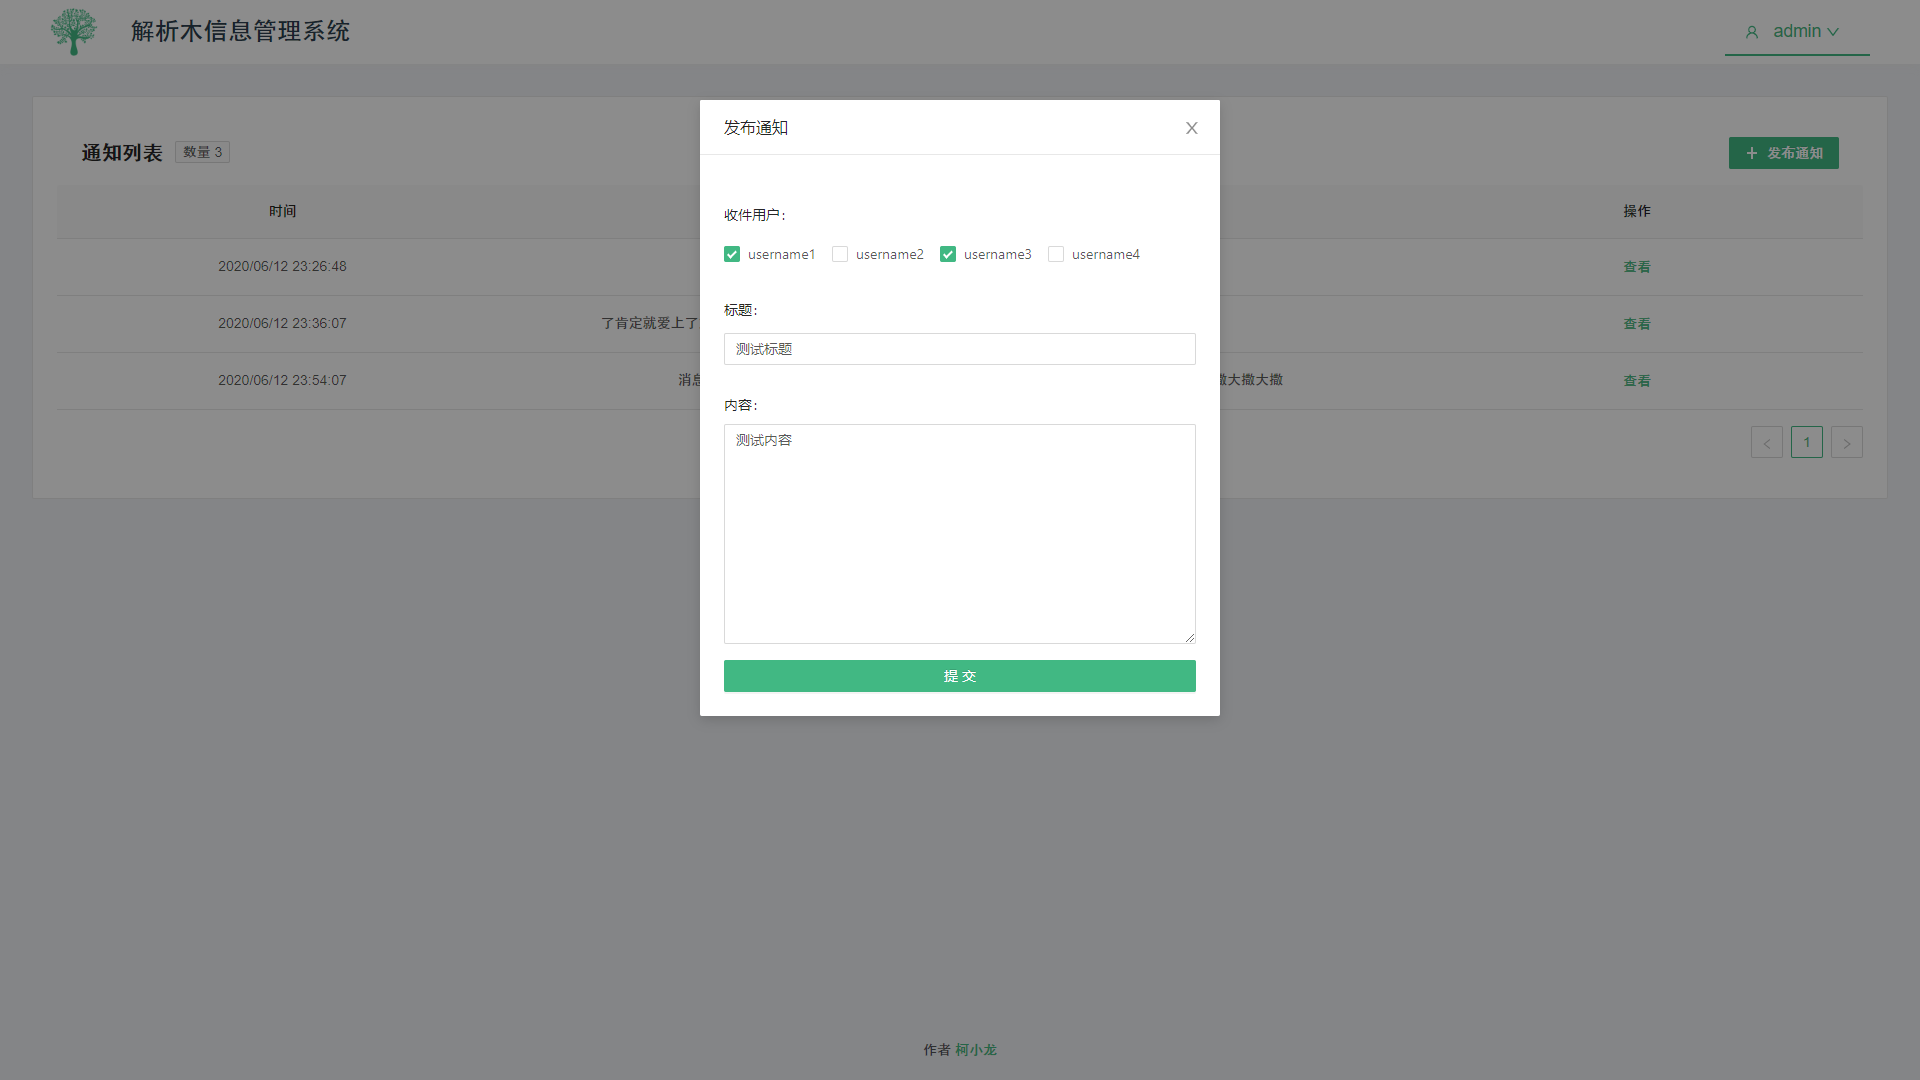 解析木信息管理系统
admin
通知列表 数量 3
+ 发布通知
时间
操作
2020/06/12 23:26:48
查看
2020/06/12 23:36:07
了肯定就爱上了
查看
2020/06/12 23:54:07
消息
撒大撒大撒
查看
< 1 >
发布通知 X
收件用户:
username1 username2 username3 username4
标题:
测试标题
内容:
测试内容
提 交
作者 柯小龙